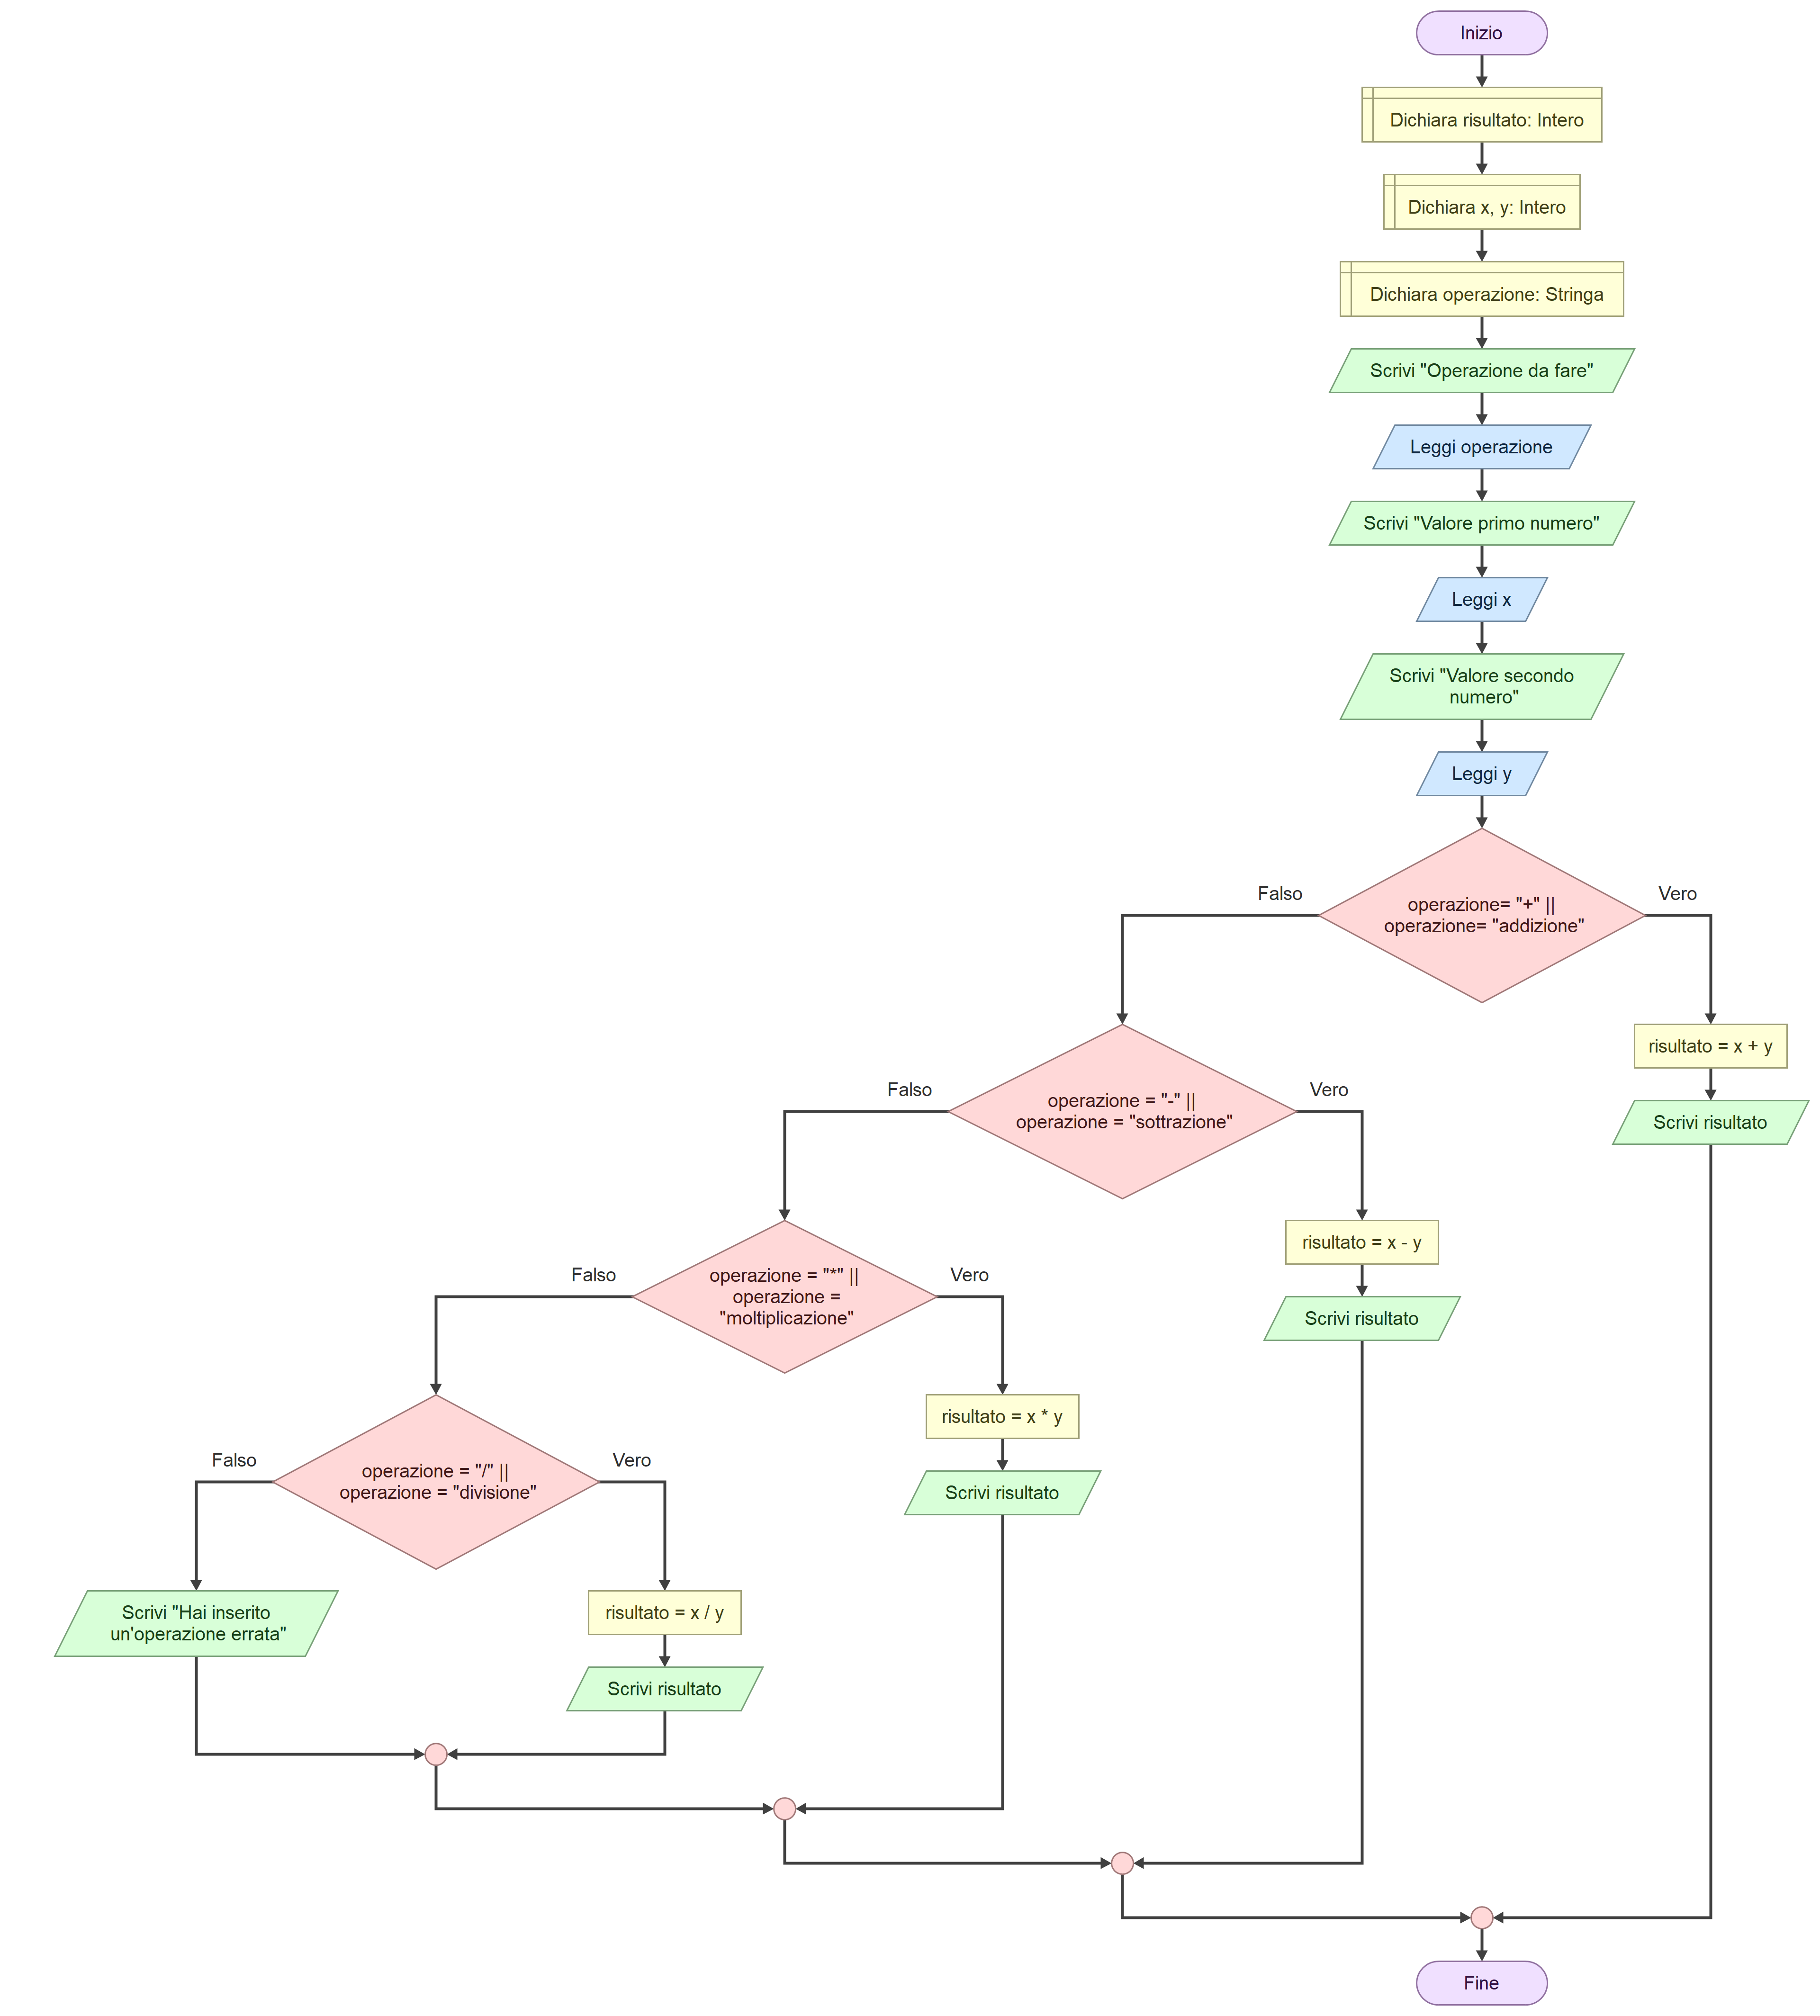 Inizio
Dichiara risultato: Intero
Dichiara x, y: Intero
Dichiara operazione: Stringa
Scrivi "Operazione da fare"
Leggi operazione
Scrivi "Valore primo numero"
Leggi x
Scrivi "Valore secondo
numero"
Leggi y
Falso
Vero
operazione= "+" ||
operazione= "addizione"
risultato = x + y
Scrivi risultato
Falso
Vero
operazione = "-" ||
operazione = "sottrazione"
risultato = x - y
Scrivi risultato
Falso
Vero
operazione = "*" ||
operazione =
"moltiplicazione"
risultato = x * y
Scrivi risultato
Falso
Vero
operazione = "/" ||
operazione = "divisione"
Scrivi "Hai inserito
un'operazione errata"
risultato = x / y
Scrivi risultato
Fine